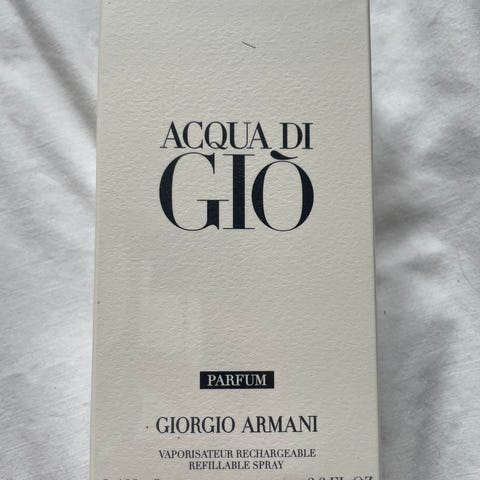 ACQUA DI
GIÒ
PARFUM
GIORGIO ARMANI
VAPORISATEUR RECHARGEABLE
REFILLABLE SPRAY